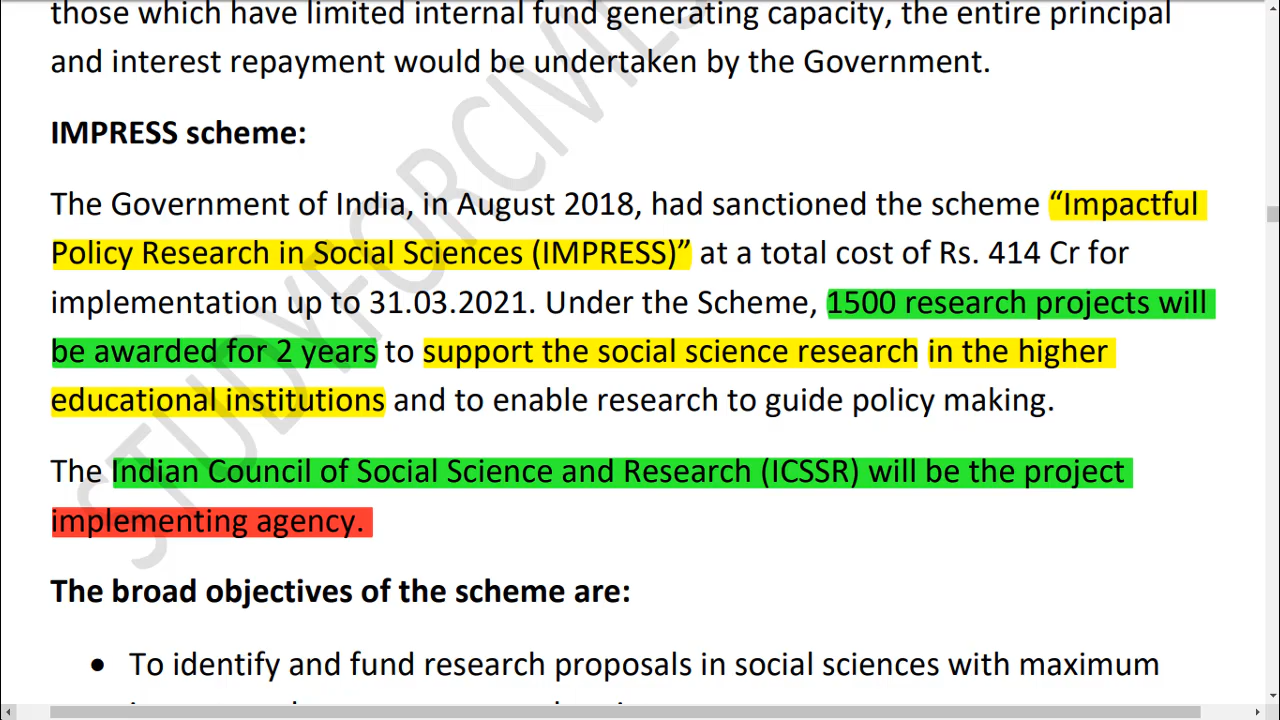 those which have limited internal fund generating capacity, the entire principal
and interest repayment would be undertaken by the Government.
IMPRESS scheme:
The Government of India, in August 2018, had sanctioned the scheme “Impactful
Policy Research in Social Sciences (IMPRESS)” at a total cost of Rs. 414 Cr for
implementation up to 31.03.2021. Under the Scheme, 1500 research projects will
be awarded for 2 years to support the social science research in the higher
educational institutions and to enable research to guide policy making.
The Indian Council of Social Science and Research (ICSSR) will be the project
implementing agency.
The broad objectives of the scheme are:
• To identify and fund research proposals in social sciences with maximum
STUDYFORCIVILS